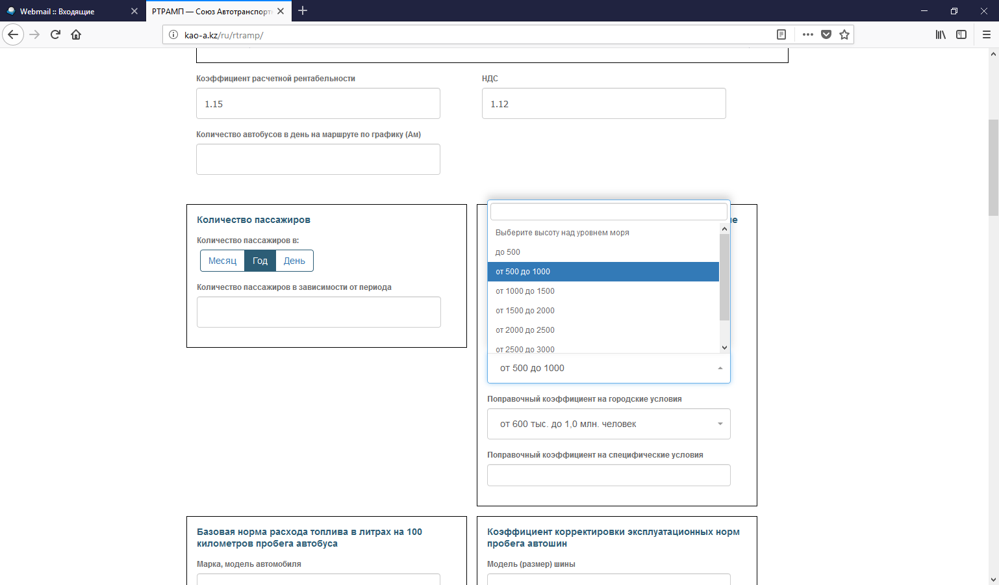 Webmail :: Входящие
РТРАМП — Союз Автотранспортн
kao-a.kz/ru/rtramp/
Коэффициент расчетной рентабельности
НДС
1.15
1.12
Количество автобусов в день на маршруте по графику (Ам)
Количество пассажиров
Количество пассажиров в:
Месяц
Год
День
Количество пассажиров в зависимости от периода
Выберите высоту над уровнем моря
до 500
от 500 до 1000
от 1000 до 1500
от 1500 до 2000
от 2000 до 2500
от 2500 до 3000
от 500 до 1000
Поправочный коэффициент на городские условия
от 600 тыс. до 1,0 млн. человек
Поправочный коэффициент на специфические условия
Базовая норма расхода топлива в литрах на 100
километров пробега автобуса
Марка, модель автомобиля
Коэффициент корректировки эксплуатационных норм
пробега автошин
Модель (размер) шины